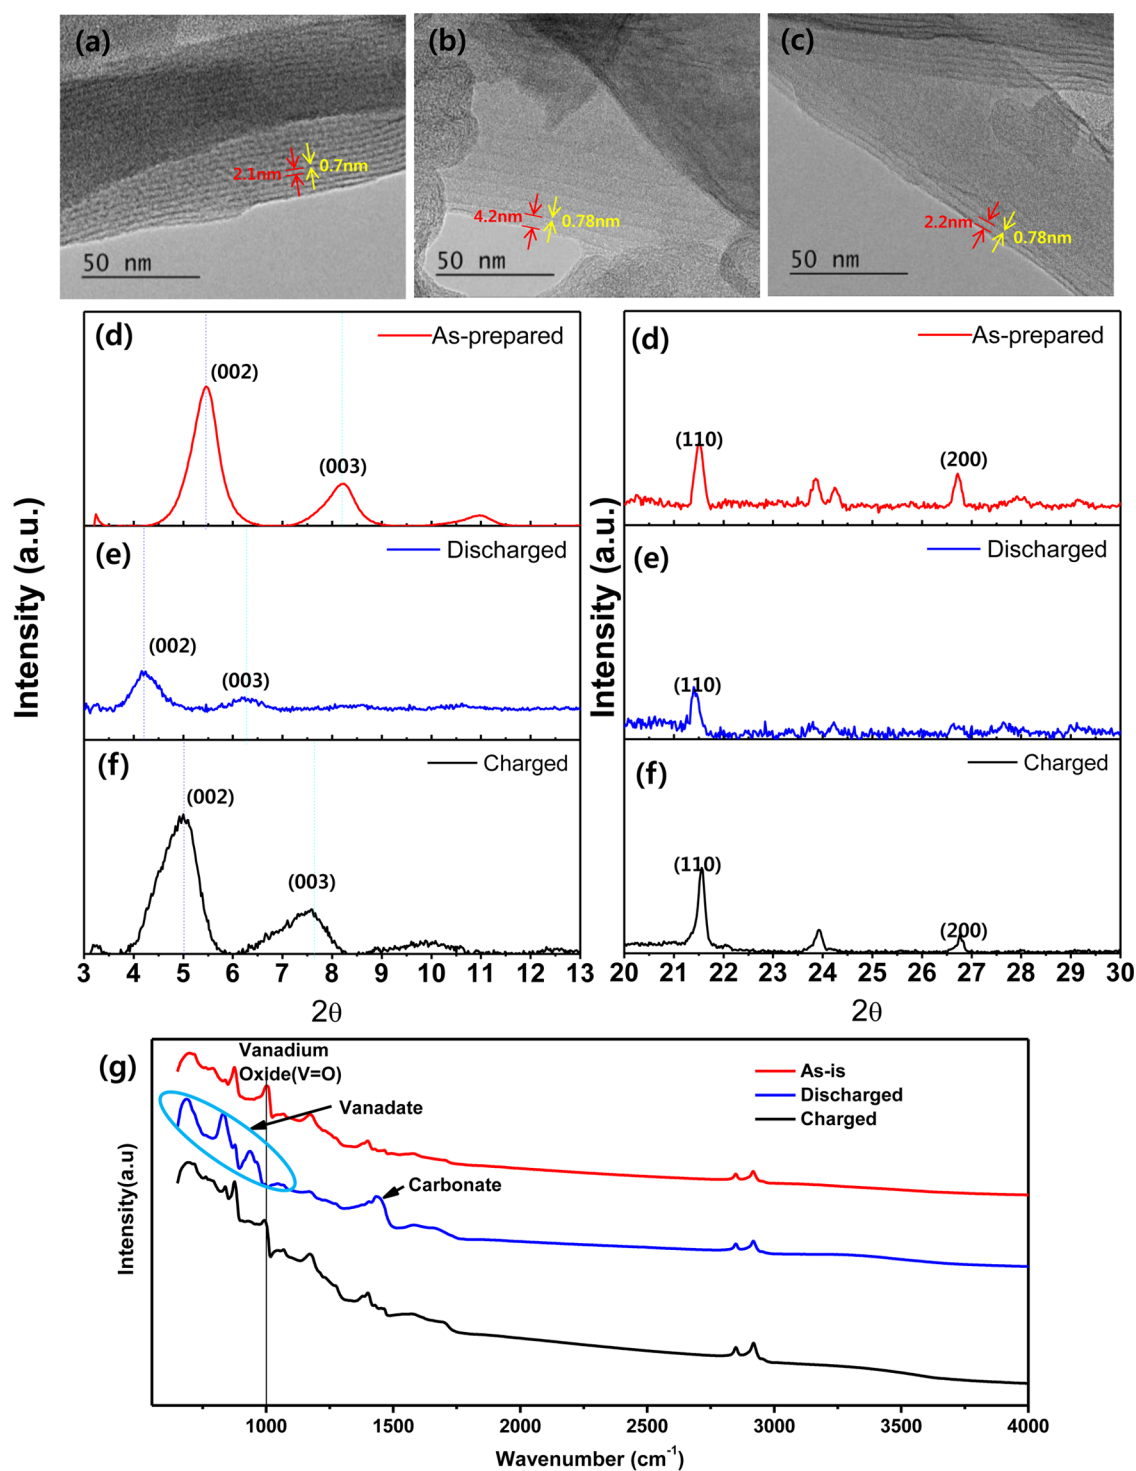 (a)
2.1nm
0.7nm
50 nm
(b)
4.2nm
0.78nm
50 nm
(c)
2.2nm
0.78nm
50 nm
(d)
As-prepared
(002)
(003)
(e)
Discharged
(002)
(003)
(f)
Charged
(002)
(003)
Intensity (a.u.)
3 4 5 6 7 8 9 10 11 12 13
2θ
(d)
As-prepared
(110)
(200)
(e)
Discharged
(110)
(f)
Charged
(110)
(200)
Intensity (a.u.)
20 21 22 23 24 25 26 27 28 29 30
2θ
(g)
Vanadium
Oxide(V=O)
Vanadate
Carbonate
As-is
Discharged
Charged
Intensity(a.u)
1000 1500 2000 2500 3000 3500 4000
Wavenumber (cm⁻¹)